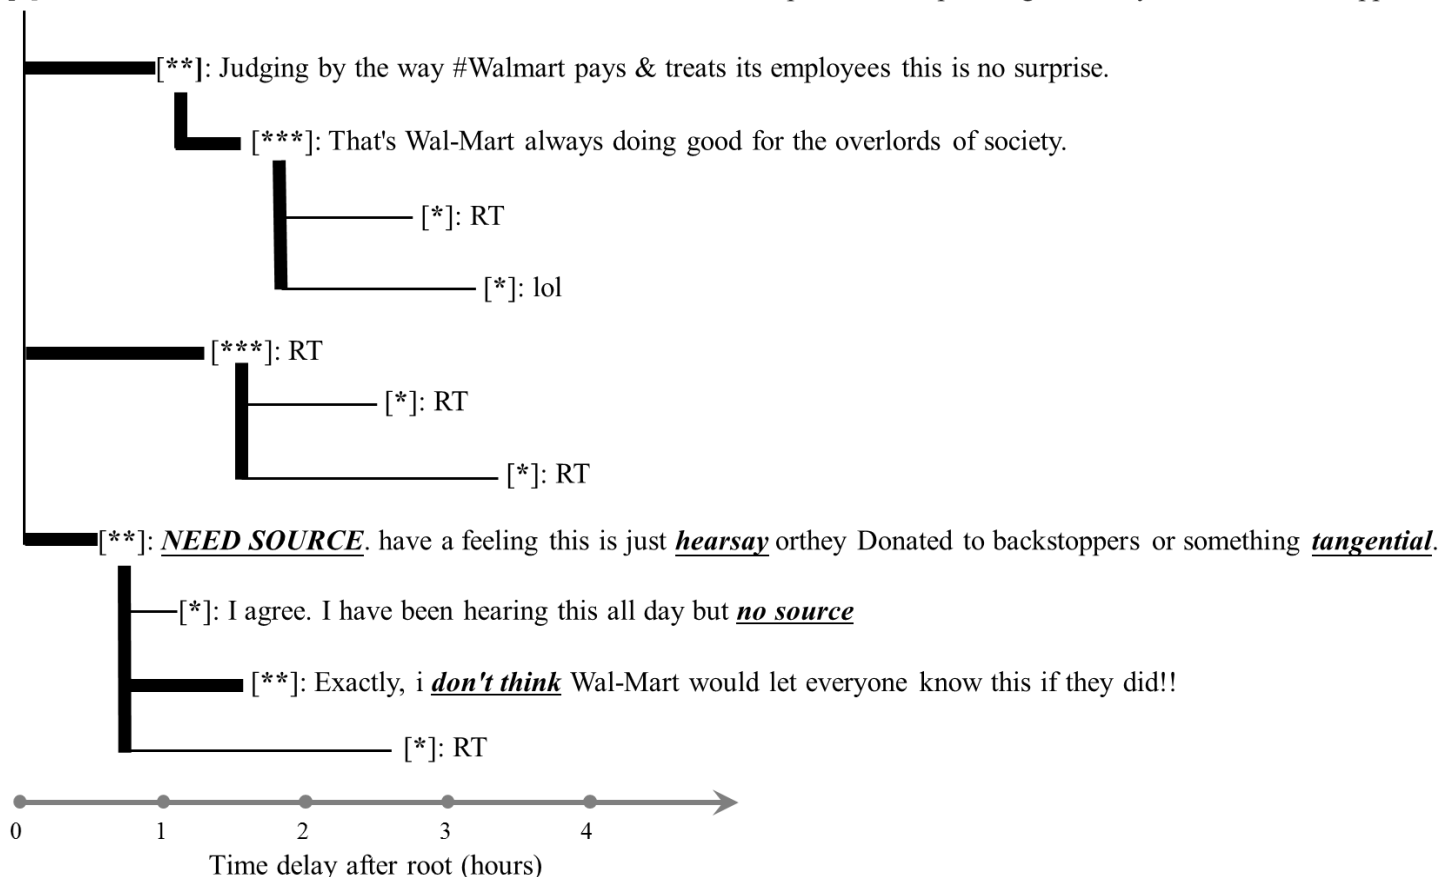 [**]: Judging by the way #Walmart pays & treats its employees this is no surprise.
[***]: That's Wal-Mart always doing good for the overlords of society.
[*]: RT
[*]: lol
[***]: RT
[*]: RT
[*]: RT
[**]: NEED SOURCE. have a feeling this is just hearsay orthey Donated to backstoppers or something tangential.
[*]: I agree. I have been hearing this all day but no source
[**]: Exactly, i don't think Wal-Mart would let everyone know this if they did!!
[*]: RT
0 1 2 3 4
Time delay after root (hours)